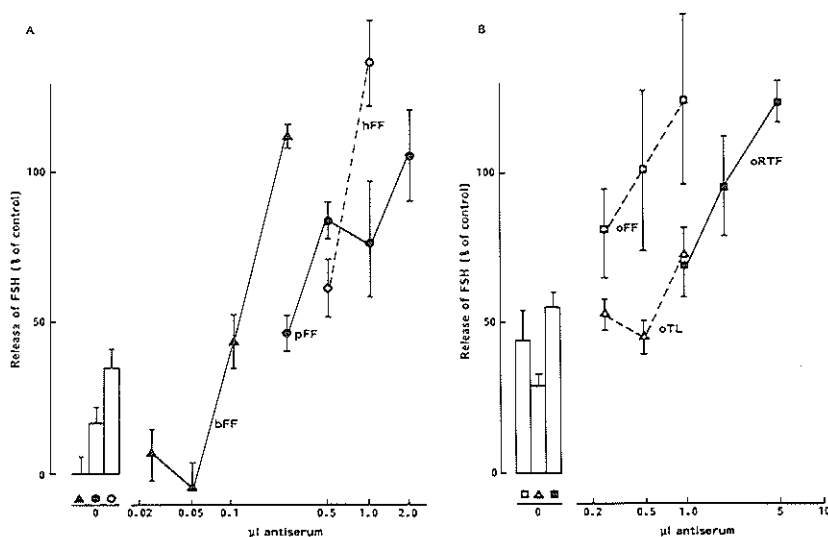 A
Release of FSH (% of control)
100
50
0
hFF
pFF
bFF
0
0.02
0.05
0.1
0.5
1.0
2.0
µl antiserum
B
Release of FSH (% of control)
100
50
0
oFF
oRTF
oTL
0
0.2
0.5
1.0
5
10
µl antiserum